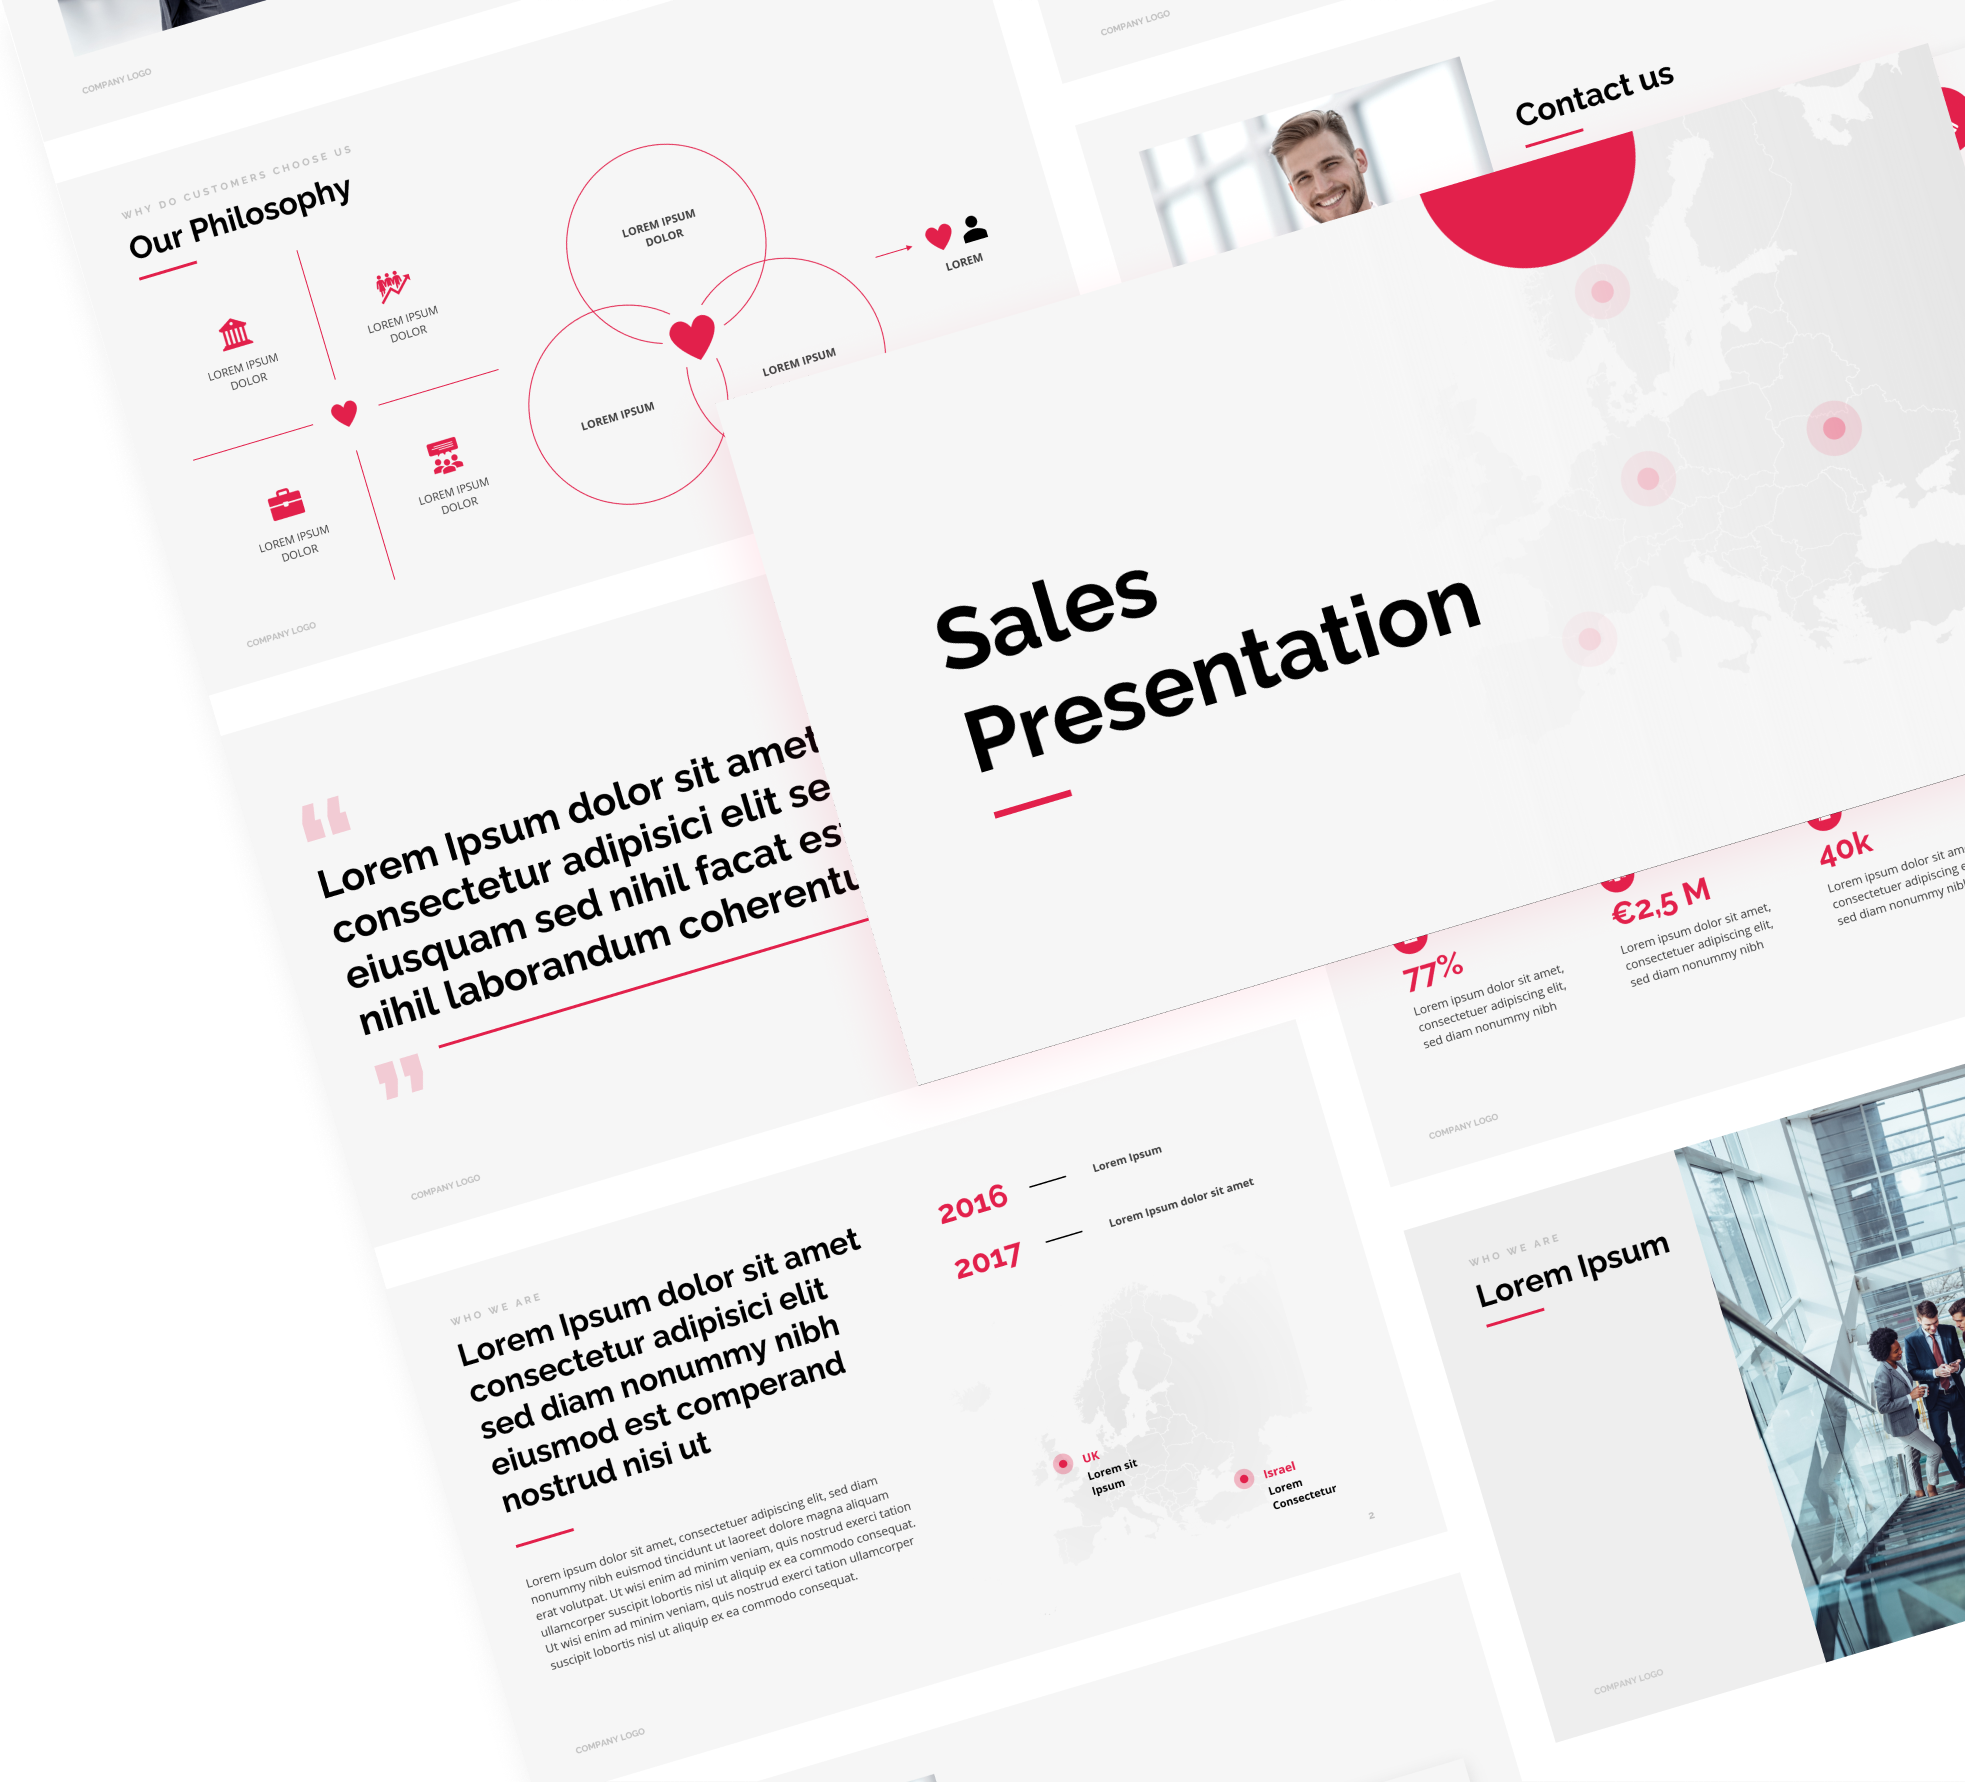 COMPANY LOGO
WHY DO CUSTOMERS CHOOSE US
Our Philosophy
LOREM IPSUM
DOLOR
LOREM IPSUM
DOLOR
LOREM IPSUM
DOLOR
LOREM IPSUM
DOLOR
LOREM IPSUM
DOLOR
LOREM IPSUM
LOREM IPSUM
LOREM
COMPANY LOGO
COMPANY LOGO
Contact us
Sales
Presentation
Lorem Ipsum dolor sit amet
consectetur adipisici elit se
eiusquam sed nihil facat es
nihil laborandum coherentu
COMPANY LOGO
77%
Lorem ipsum dolor sit amet,
consectetuer adipiscing elit,
sed diam nonummy nibh
€2,5 M
Lorem ipsum dolor sit amet,
consectetuer adipiscing elit,
sed diam nonummy nibh
40k
Lorem ipsum dolor sit am
consectetuer adipiscing e
sed diam nonummy nib
COMPANY LOGO
WHO WE ARE
Lorem Ipsum dolor sit amet
consectetur adipisici elit
sed diam nonummy nibh
eiusmod est comperand
nostrud nisi ut
Lorem ipsum dolor sit amet, consectetuer adipiscing elit, sed diam
nonummy nibh euismod tincidunt ut laoreet dolore magna aliquam
erat volutpat. Ut wisi enim ad minim veniam, quis nostrud exerci tation
ullamcorper suscipit lobortis nisl ut aliquip ex ea commodo consequat.
Ut wisi enim ad minim veniam, quis nostrud exerci tation ullamcorper
suscipit lobortis nisl ut aliquip ex ea commodo consequat.
2016
Lorem Ipsum
2017
Lorem Ipsum dolor sit amet
UK
Lorem sit
Ipsum
Israel
Lorem
Consectetur
2
COMPANY LOGO
WHO WE ARE
Lorem Ipsum
COMPANY LOGO